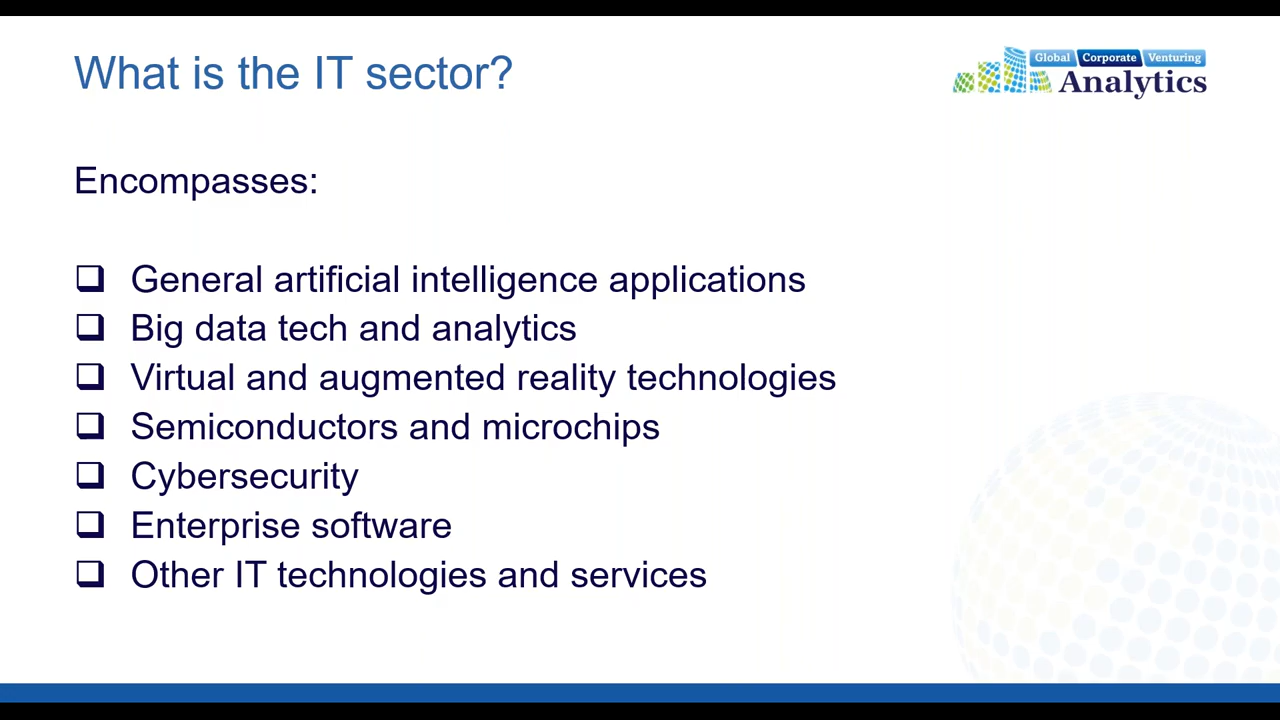 What is the IT sector?
Global Corporate Venturing
Analytics
Encompasses:
❑ General artificial intelligence applications
❑ Big data tech and analytics
❑ Virtual and augmented reality technologies
❑ Semiconductors and microchips
❑ Cybersecurity
❑ Enterprise software
❑ Other IT technologies and services